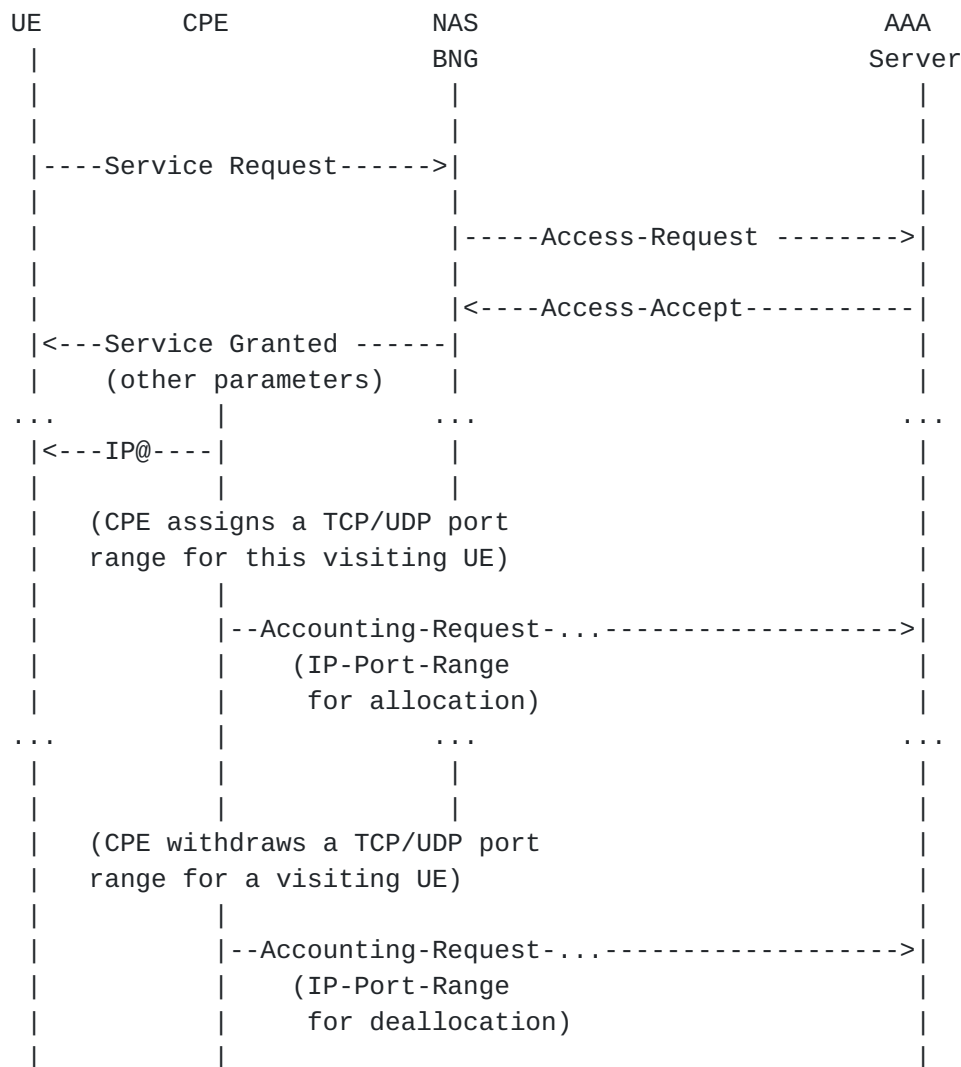 UE CPE NAS AAA
BNG Server
----Service Request------>
-----Access-Request -------->
<----Access-Accept-----------
<---Service Granted ------
(other parameters)
... ... ...
<---IP@----
(CPE assigns a TCP/UDP port
range for this visiting UE)
--Accounting-Request-...------------------->
(IP-Port-Range
for allocation)
... ... ...
(CPE withdraws a TCP/UDP port
range for a visiting UE)
--Accounting-Request-...------------------->
(IP-Port-Range
for deallocation)